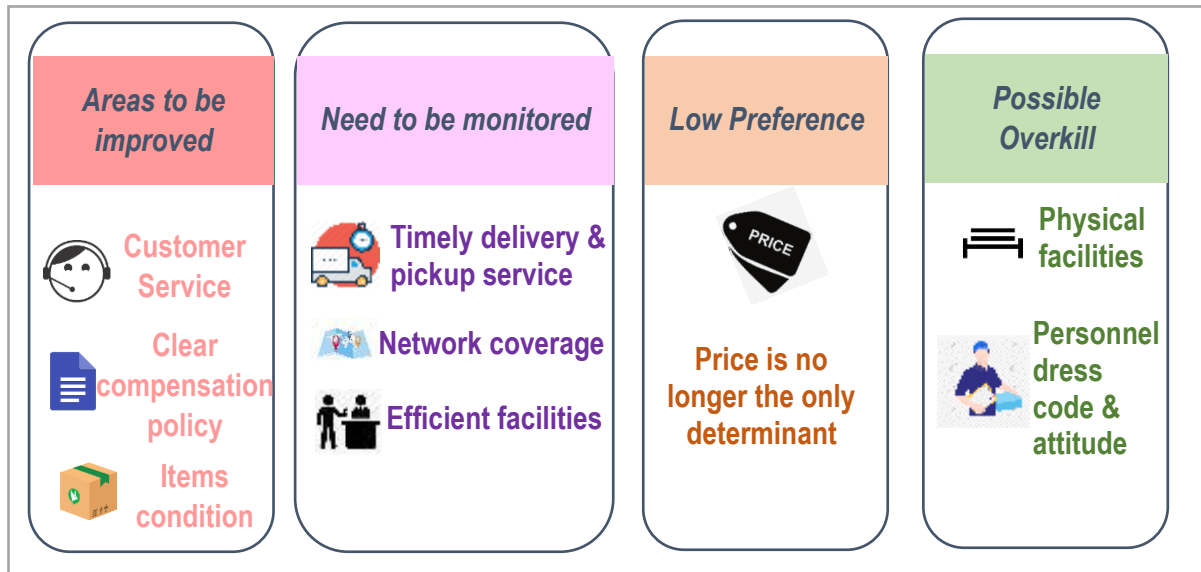 Areas to be
improved
Customer
Service
Clear
compensation
policy
Items
condition
Need to be monitored
Timely delivery &
pickup service
Network coverage
Efficient facilities
Low Preference
PRICE
Price is no
longer the only
determinant
Possible
Overkill
Physical
facilities
Personnel
dress
code &
attitude